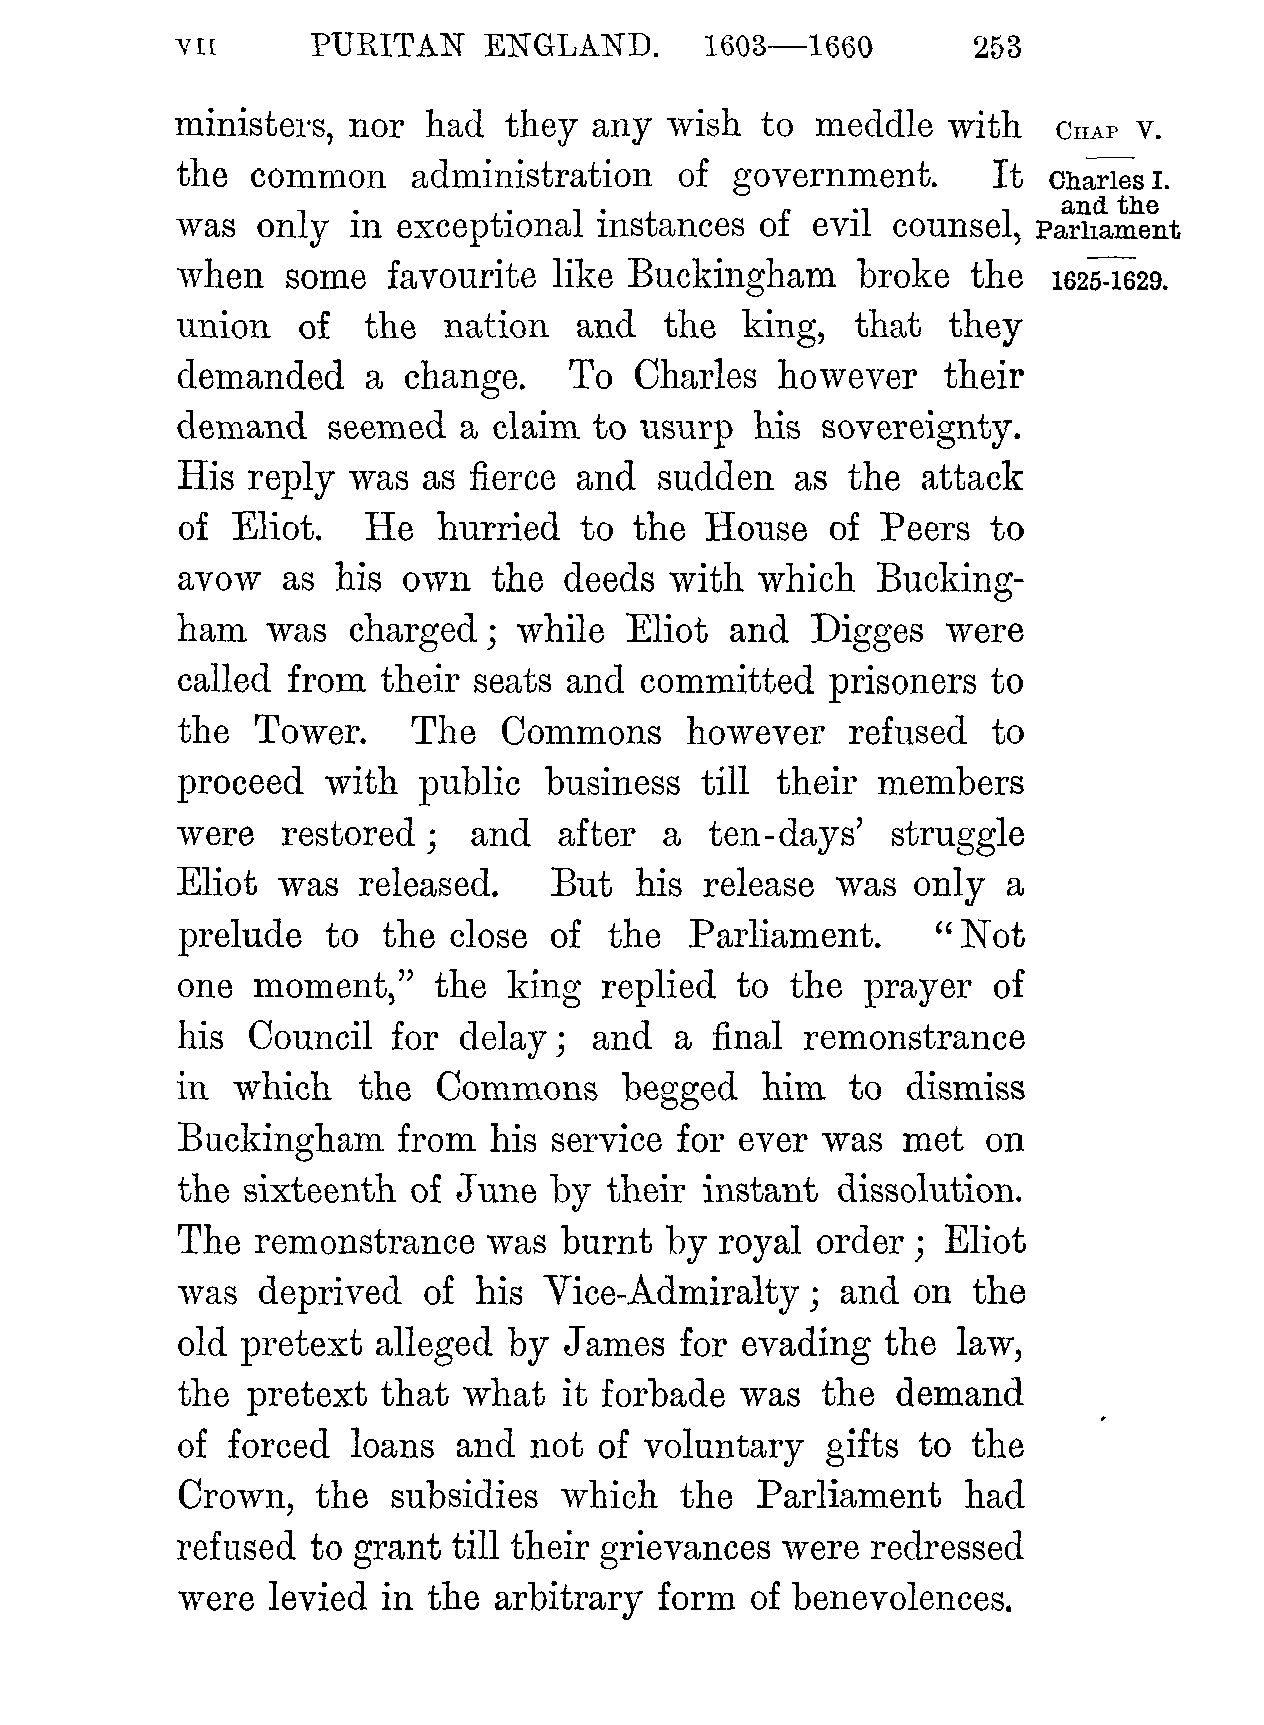 VII PURITAN ENGLAND. 1603—1660 253
ministers, nor had they any wish to meddle with
the common administration of government. It
was only in exceptional instances of evil counsel,
when some favourite like Buckingham broke the
union of the nation and the king, that they
demanded a change. To Charles however their
demand seemed a claim to usurp his sovereignty.
His reply was as fierce and sudden as the attack
of Eliot. He hurried to the House of Peers to
avow as his own the deeds with which Bucking-
ham was charged; while Eliot and Digges were
called from their seats and committed prisoners to
the Tower. The Commons however refused to
proceed with public business till their members
were restored; and after a ten-days' struggle
Eliot was released. But his release was only a
prelude to the close of the Parliament. "Not
one moment," the king replied to the prayer of
his Council for delay; and a final remonstrance
in which the Commons begged him to dismiss
Buckingham from his service for ever was met on
the sixteenth of June by their instant dissolution.
The remonstrance was burnt by royal order; Eliot
was deprived of his Vice-Admiralty; and on the
old pretext alleged by James for evading the law,
the pretext that what it forbade was the demand
of forced loans and not of voluntary gifts to the
Crown, the subsidies which the Parliament had
refused to grant till their grievances were redressed
were levied in the arbitrary form of benevolences.
CHAP V.
Charles I.
and the
Parliament
1625-1629.